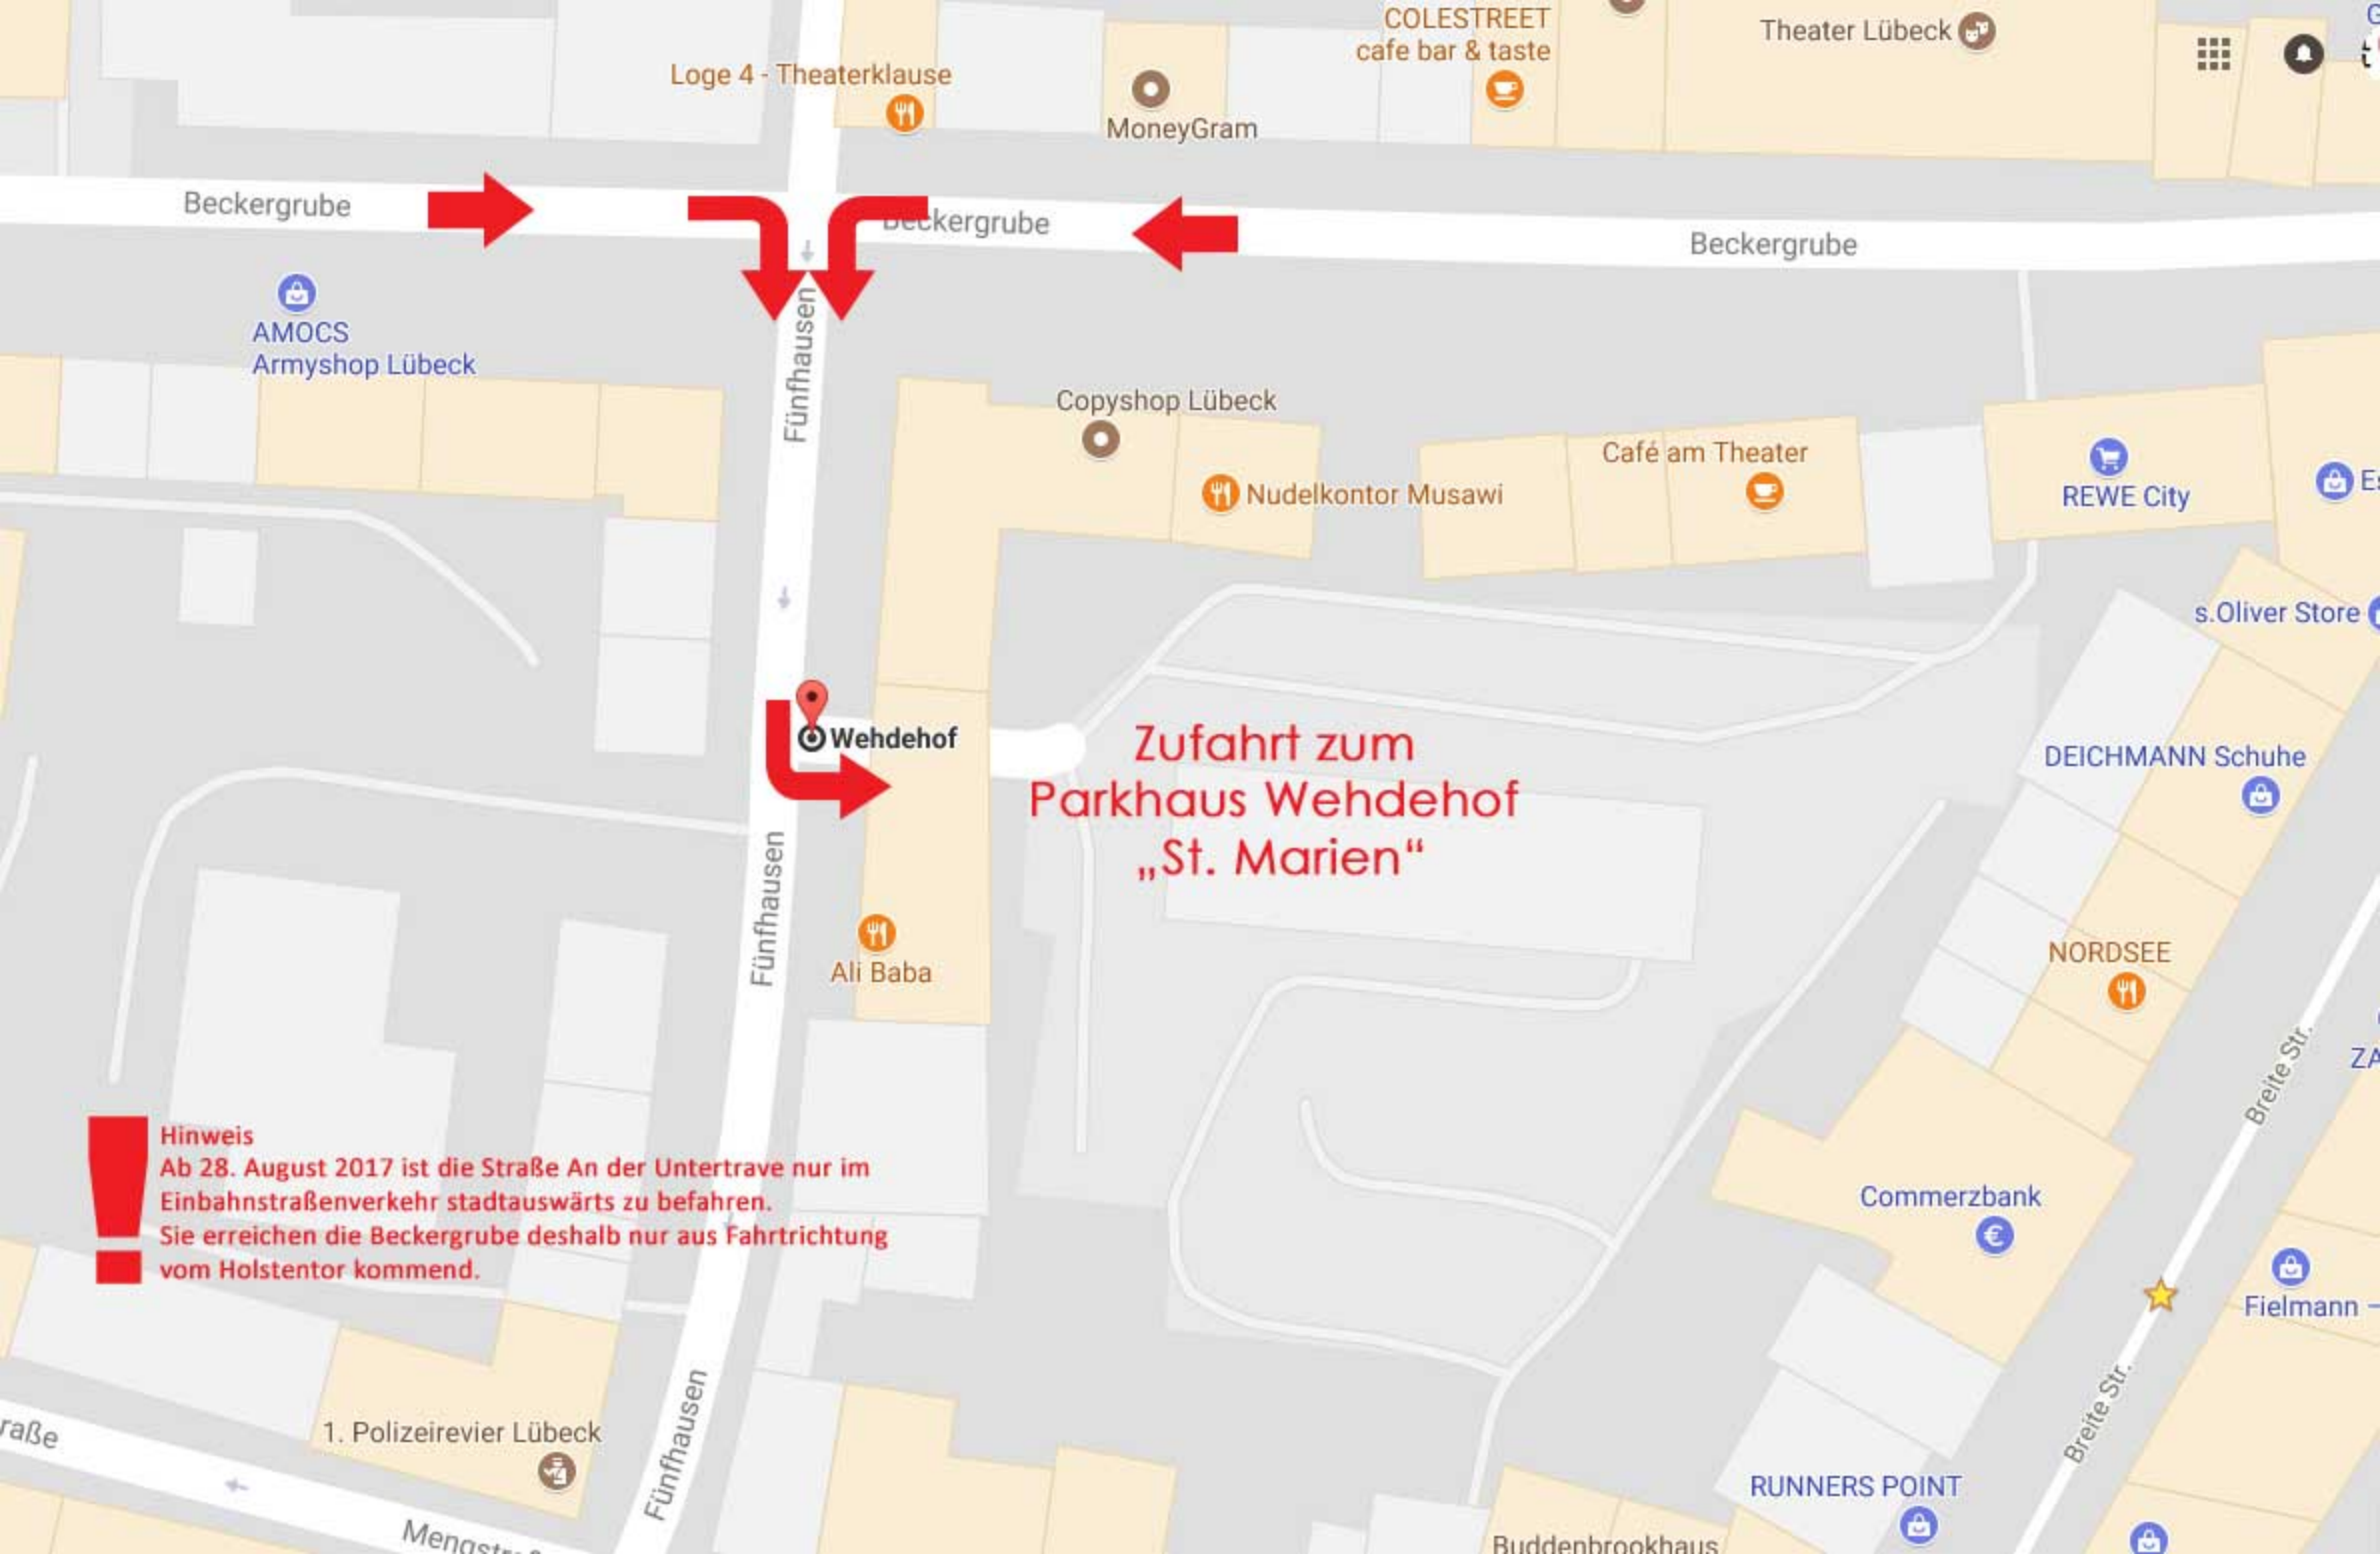 COLESTREET
cafe bar & taste
Theater Lübeck
Loge 4 - Theaterklause
MoneyGram
Beckergrube
Beckergrube
Beckergrube
AMOCS
Armyshop Lübeck
Fünfhausen
Copyshop Lübeck
Nudelkontor Musawi
Café am Theater
REWE City
s.Oliver Store
Wehdehof
Zufahrt zum
Parkhaus Wehdehof
„St. Marien“
DEICHMANN Schuhe
Fünfhausen
Ali Baba
NORDSEE
Breite Str.
ZA
Hinweis
Ab 28. August 2017 ist die Straße An der Untertrave nur im
Einbahnstraßenverkehr stadtauswärts zu befahren.
Sie erreichen die Beckergrube deshalb nur aus Fahrtrichtung
vom Holstentor kommend.
Commerzbank
Fielmann –
Breite Str.
1. Polizeirevier Lübeck
Fünfhausen
raße
RUNNERS POINT
Buddenbrookhaus